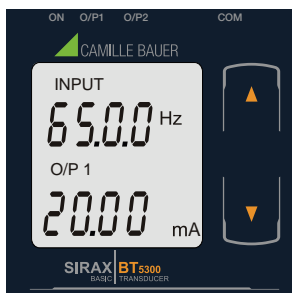 ON O/P1 O/P2 COM
CAMILLE BAUER
INPUT
65.0.0 Hz
O/P 1
20.00 mA
SIRAX BT5300
BASIC TRANSDUCER